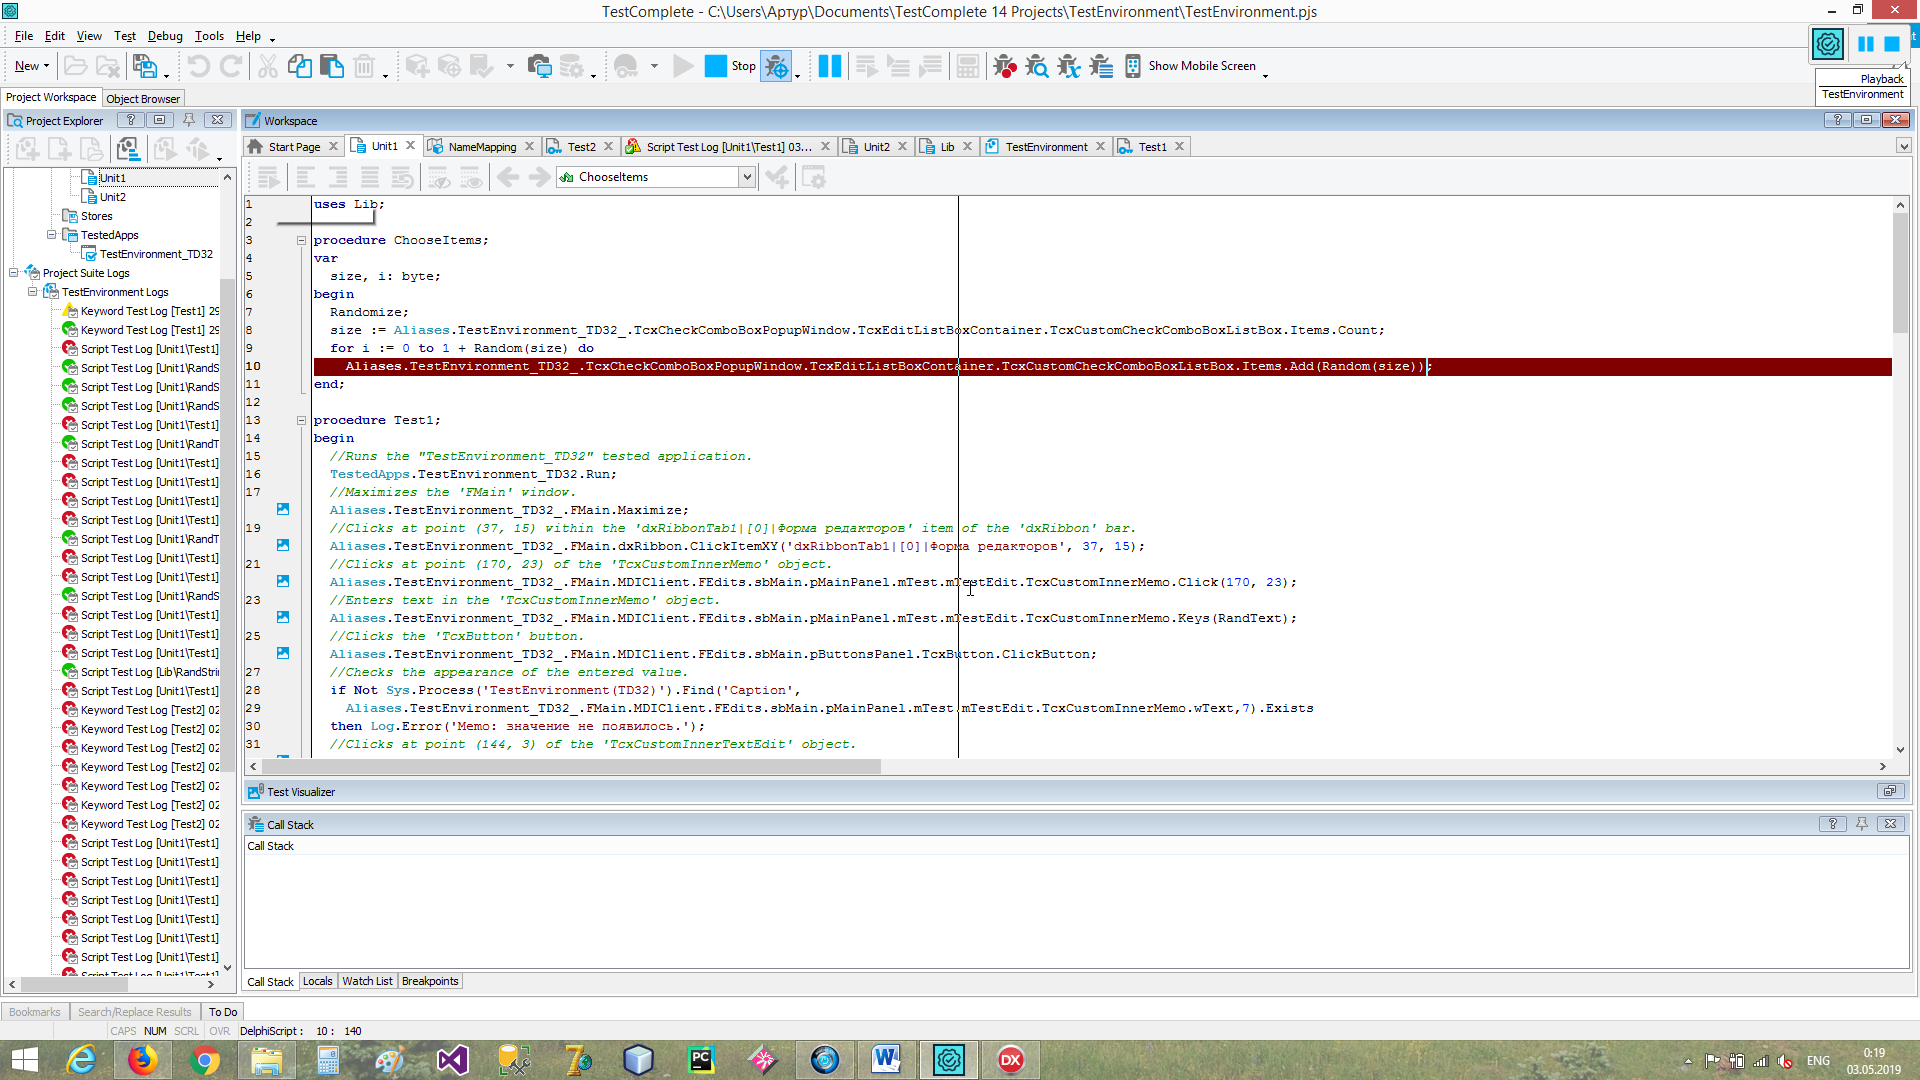 TestComplete - C:\Users\Артур\Documents\TestComplete 14 Projects\TestEnvironment\TestEnvironment.pjs
File Edit View Test Debug Tools Help
New Stop Show Mobile Screen
Playback
TestEnvironment
Project Workspace Object Browser
Project Explorer
Workspace
Start Page Unit1 NameMapping Test2 Script Test Log [Unit1\Test1] 03... Unit2 Lib TestEnvironment Test1
ChooseItems
Unit1
Unit2
Stores
TestedApps
TestEnvironment_TD32
Project Suite Logs
TestEnvironment Logs
Keyword Test Log [Test1] 29
Keyword Test Log [Test1] 29
Script Test Log [Unit1\Test1]
Script Test Log [Unit1\RandS
Script Test Log [Unit1\RandS
Script Test Log [Unit1\RandS
Script Test Log [Unit1\Test1]
Script Test Log [Unit1\RandT
Script Test Log [Unit1\Test1]
Script Test Log [Unit1\Test1]
Script Test Log [Unit1\Test1]
Script Test Log [Unit1\Test1]
Script Test Log [Unit1\RandT
Script Test Log [Unit1\Test1]
Script Test Log [Unit1\Test1]
Script Test Log [Unit1\RandS
Script Test Log [Unit1\Test1]
Script Test Log [Unit1\Test1]
Script Test Log [Unit1\Test1]
Script Test Log [Lib\RandStri
Script Test Log [Unit1\Test1]
Keyword Test Log [Test2] 02
Keyword Test Log [Test2] 02
Keyword Test Log [Test2] 02
Keyword Test Log [Test2] 02
Keyword Test Log [Test2] 02
Keyword Test Log [Test2] 02
Keyword Test Log [Test2] 02
Script Test Log [Unit1\Test1]
Script Test Log [Unit1\Test1]
Script Test Log [Unit1\Test1]
Script Test Log [Unit1\Test1]
Script Test Log [Unit1\Test1]
Script Test Log [Unit1\Test1]
Script Test Log [Unit1\Test1]
Script Test Log [Unit1\Test1]
1 uses Lib;
2
3 procedure ChooseItems;
4 var
5 size, i: byte;
6 begin
7 Randomize;
8 size := Aliases.TestEnvironment_TD32_.TcxCheckComboBoxPopupWindow.TcxEditListBoxContainer.TcxCustomCheckComboBoxListBox.Items.Count;
9 for i := 0 to 1 + Random(size) do
10 Aliases.TestEnvironment_TD32_.TcxCheckComboBoxPopupWindow.TcxEditListBoxContainer.TcxCustomCheckComboBoxListBox.Items.Add(Random(size));
11 end;
12
13 procedure Test1;
14 begin
15 //Runs the "TestEnvironment_TD32" tested application.
16 TestedApps.TestEnvironment_TD32.Run;
17 //Maximizes the 'FMain' window.
Aliases.TestEnvironment_TD32_.FMain.Maximize;
19 //Clicks at point (37, 15) within the 'dxRibbonTab1|[0]|Форма редакторов' item of the 'dxRibbon' bar.
Aliases.TestEnvironment_TD32_.FMain.dxRibbon.ClickItemXY('dxRibbonTab1|[0]|Форма редакторов', 37, 15);
21 //Clicks at point (170, 23) of the 'TcxCustomInnerMemo' object.
Aliases.TestEnvironment_TD32_.FMain.MDIClient.FEdits.sbMain.pMainPanel.mTest.mTestEdit.TcxCustomInnerMemo.Click(170, 23);
23 //Enters text in the 'TcxCustomInnerMemo' object.
Aliases.TestEnvironment_TD32_.FMain.MDIClient.FEdits.sbMain.pMainPanel.mTest.mTestEdit.TcxCustomInnerMemo.Keys(RandText);
25 //Clicks the 'TcxButton' button.
Aliases.TestEnvironment_TD32_.FMain.MDIClient.FEdits.sbMain.pButtonsPanel.TcxButton.ClickButton;
27 //Checks the appearance of the entered value.
28 if Not Sys.Process('TestEnvironment(TD32)').Find('Caption',
29 Aliases.TestEnvironment_TD32_.FMain.MDIClient.FEdits.sbMain.pMainPanel.mTest.mTestEdit.TcxCustomInnerMemo.wText,7).Exists
30 then Log.Error('Memo: значение не появилось.');
31 //Clicks at point (144, 3) of the 'TcxCustomInnerTextEdit' object.
Test Visualizer
Call Stack
Call Stack
Call Stack Locals Watch List Breakpoints
Bookmarks Search/Replace Results To Do
CAPS NUM SCRL OVR DelphiScript : 10 : 140
ENG
0:19
03.05.2019